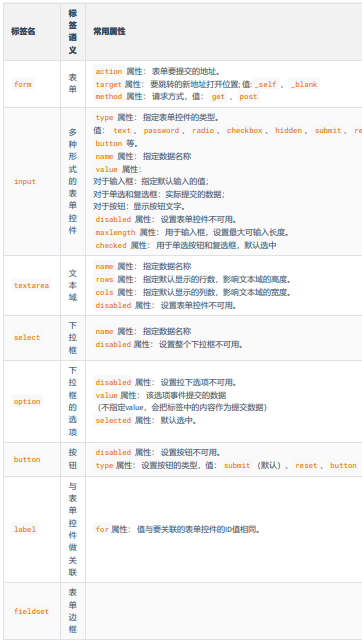 标签名
标签语义
常用属性
form
表单
action 属性： 表单要提交的地址。
target 属性： 要跳转的新地址打开位置; 值: _self 、 _blank
method 属性： 请求方式，值： get 、 post
input
多种形式的表单控件
type 属性： 指定表单控件的类型。
值： text 、 password 、 radio 、 checkbox 、 hidden 、 submit 、 re
button 等。
name 属性： 指定数据名称
value 属性：
对于输入框：指定默认输入的值；
对于单选和复选框：实际提交的数据；
对于按钮：显示按钮文字。
disabled 属性： 设置表单控件不可用。
maxlength 属性： 用于输入框，设置最大可输入长度。
checked 属性： 用于单选按钮和复选框，默认选中
textarea
文本域
name 属性： 指定数据名称
rows 属性： 指定默认显示的行数，影响文本域的高度。
cols 属性： 指定默认显示的列数，影响文本域的宽度。
disabled 属性： 设置表单控件不可用。
select
下拉框
name 属性： 指定数据名称
disabled 属性： 设置整个下拉框不可用。
option
下拉框的选项
disabled 属性： 设置拉下选项不可用。
value 属性： 该选项事件提交的数据
（不指定value，会把标签中的内容作为提交数据）
selected 属性： 默认选中。
button
按钮
disabled 属性： 设置按钮不可用。
type 属性： 设置按钮的类型，值： submit （默认）、 reset 、 button
label
与表单控件做关联
for 属性： 值与要关联的表单控件的ID值相同。
fieldset
表单边框